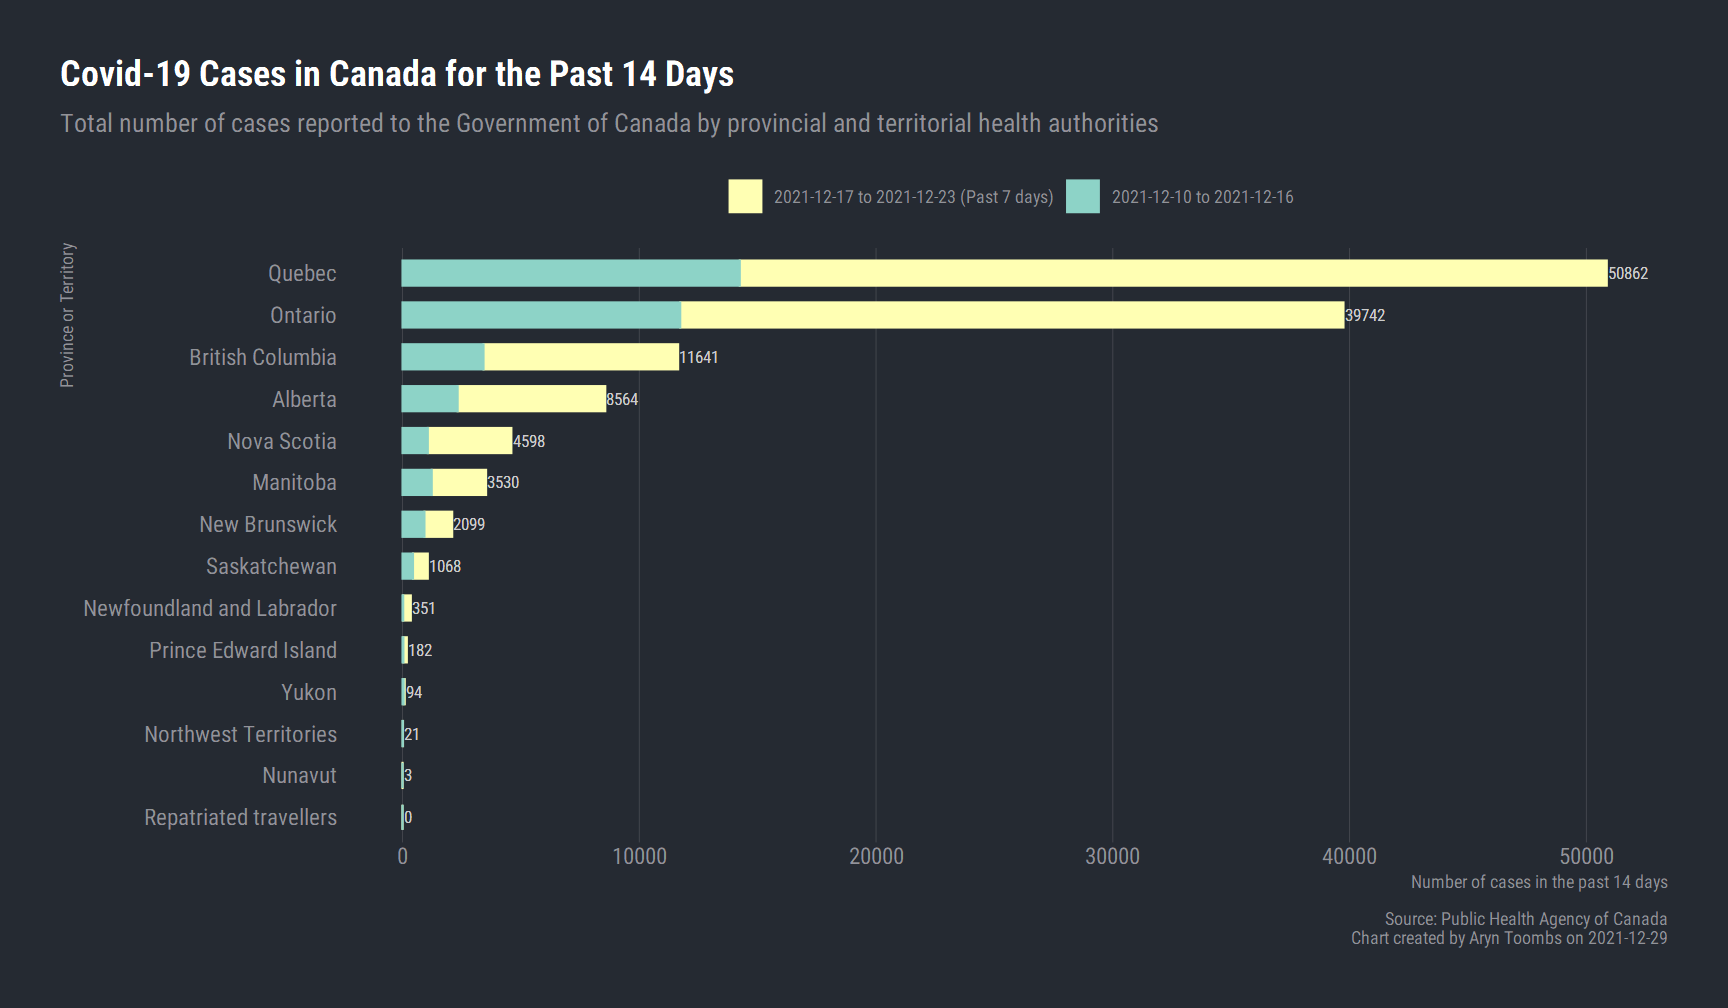 Covid-19 Cases in Canada for the Past 14 Days
Total number of cases reported to the Government of Canada by provincial and territorial health authorities
2021-12-17 to 2021-12-23 (Past 7 days)
2021-12-10 to 2021-12-16
Province or Territory
Quebec 50862
Ontario 39742
British Columbia 11641
Alberta 8564
Nova Scotia 4598
Manitoba 3530
New Brunswick 2099
Saskatchewan 1068
Newfoundland and Labrador 351
Prince Edward Island 182
Yukon 94
Northwest Territories 21
Nunavut 3
Repatriated travellers 0
0 10000 20000 30000 40000 50000
Number of cases in the past 14 days
Source: Public Health Agency of Canada
Chart created by Aryn Toombs on 2021-12-29